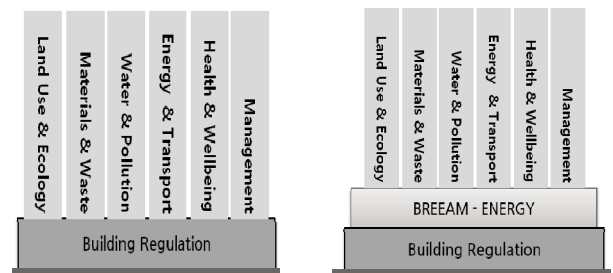 Land Use & Ecology
Materials & Waste
Water & Pollution
Energy & Transport
Health & Wellbeing
Management
Building Regulation
Land Use & Ecology
Materials & Waste
Water & Pollution
Energy & Transport
Health & Wellbeing
Management
BREEAM - ENERGY
Building Regulation